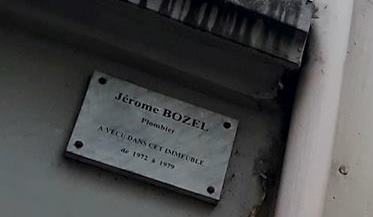 Jérome BOZEL
Plombier
A VÉCU DANS CET IMMEUBLE
de 1972 à 1979